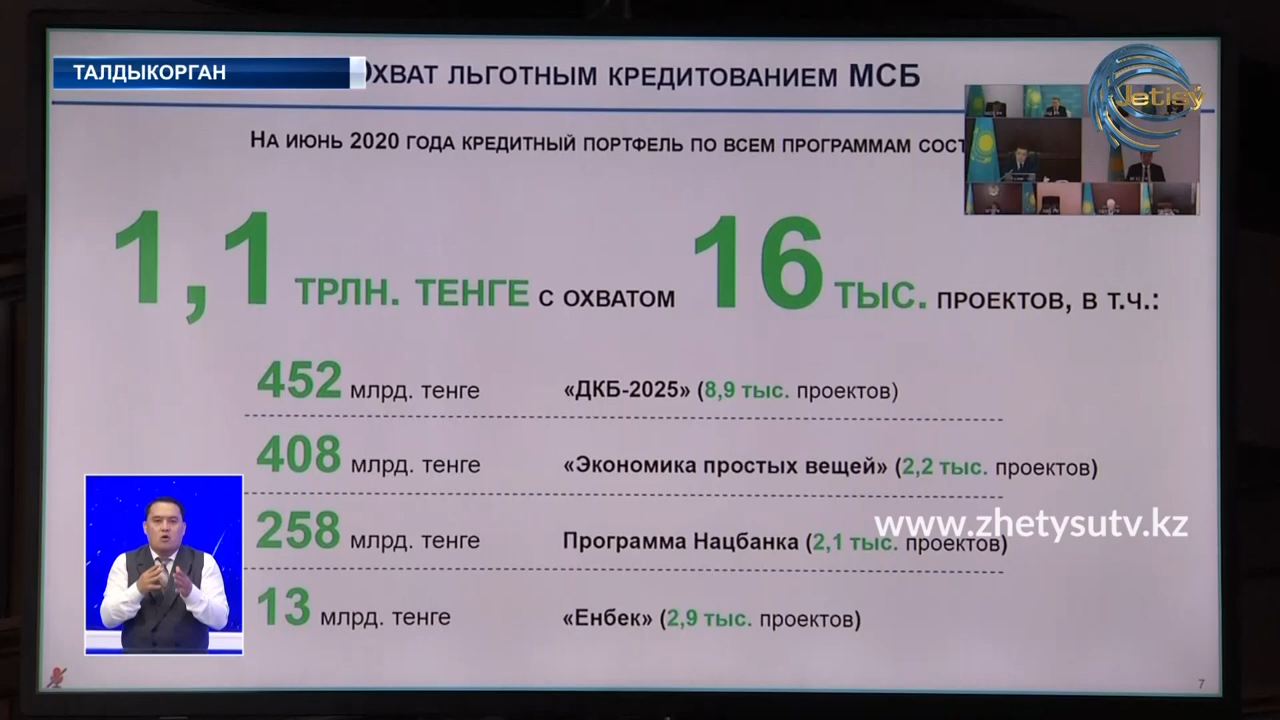 ТАЛДЫКОРГАН
ОХВАТ ЛЬГОТНЫМ КРЕДИТОВАНИЕМ МСБ
Jetisý
НА ИЮНЬ 2020 ГОДА КРЕДИТНЫЙ ПОРТФЕЛЬ ПО ВСЕМ ПРОГРАММАМ СОСТ
1,1 ТРЛН. ТЕНГЕ С ОХВАТОМ 16 ТЫС. ПРОЕКТОВ, В Т.Ч.:
452 млрд. тенге «ДКБ-2025» (8,9 тыс. проектов)
408 млрд. тенге «Экономика простых вещей» (2,2 тыс. проектов)
www.zhetysutv.kz
258 млрд. тенге Программа Нацбанка (2,1 тыс. проектов)
13 млрд. тенге «Енбек» (2,9 тыс. проектов)
7